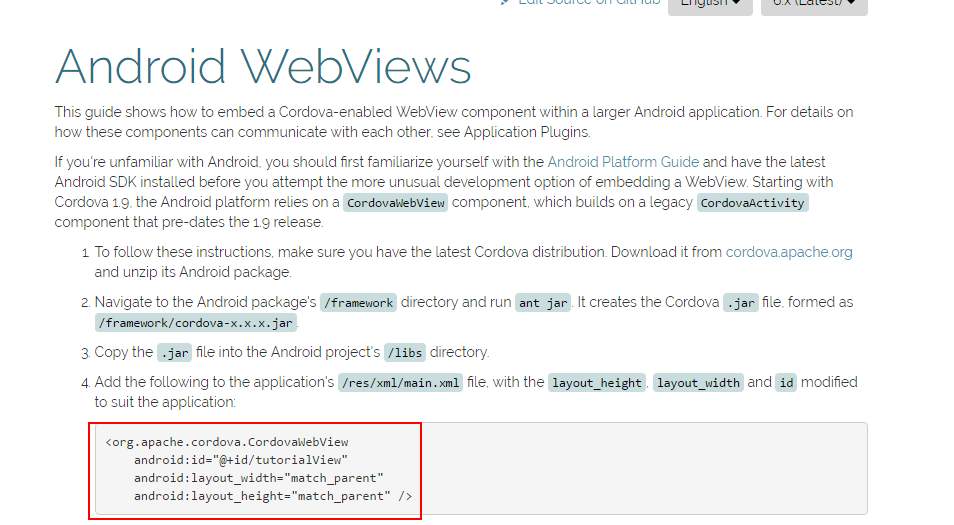 Edit Source on GitHub English 6.x (Latest)
Android WebViews
This guide shows how to embed a Cordova-enabled WebView component within a larger Android application. For details on
how these components can communicate with each other, see Application Plugins.
If you're unfamiliar with Android, you should first familiarize yourself with the Android Platform Guide and have the latest
Android SDK installed before you attempt the more unusual development option of embedding a WebView. Starting with
Cordova 1.9, the Android platform relies on a CordovaWebView component, which builds on a legacy CordovaActivity
component that pre-dates the 1.9 release.
1. To follow these instructions, make sure you have the latest Cordova distribution. Download it from cordova.apache.org
and unzip its Android package.
2. Navigate to the Android package's /framework directory and run ant jar. It creates the Cordova .jar file, formed as
/framework/cordova-x.x.x.jar.
3. Copy the .jar file into the Android project's /libs directory.
4. Add the following to the application's /res/xml/main.xml file, with the layout_height, layout_width and id modified
to suit the application:
<org.apache.cordova.CordovaWebView
android:id="@+id/tutorialView"
android:layout_width="match_parent"
android:layout_height="match_parent" />